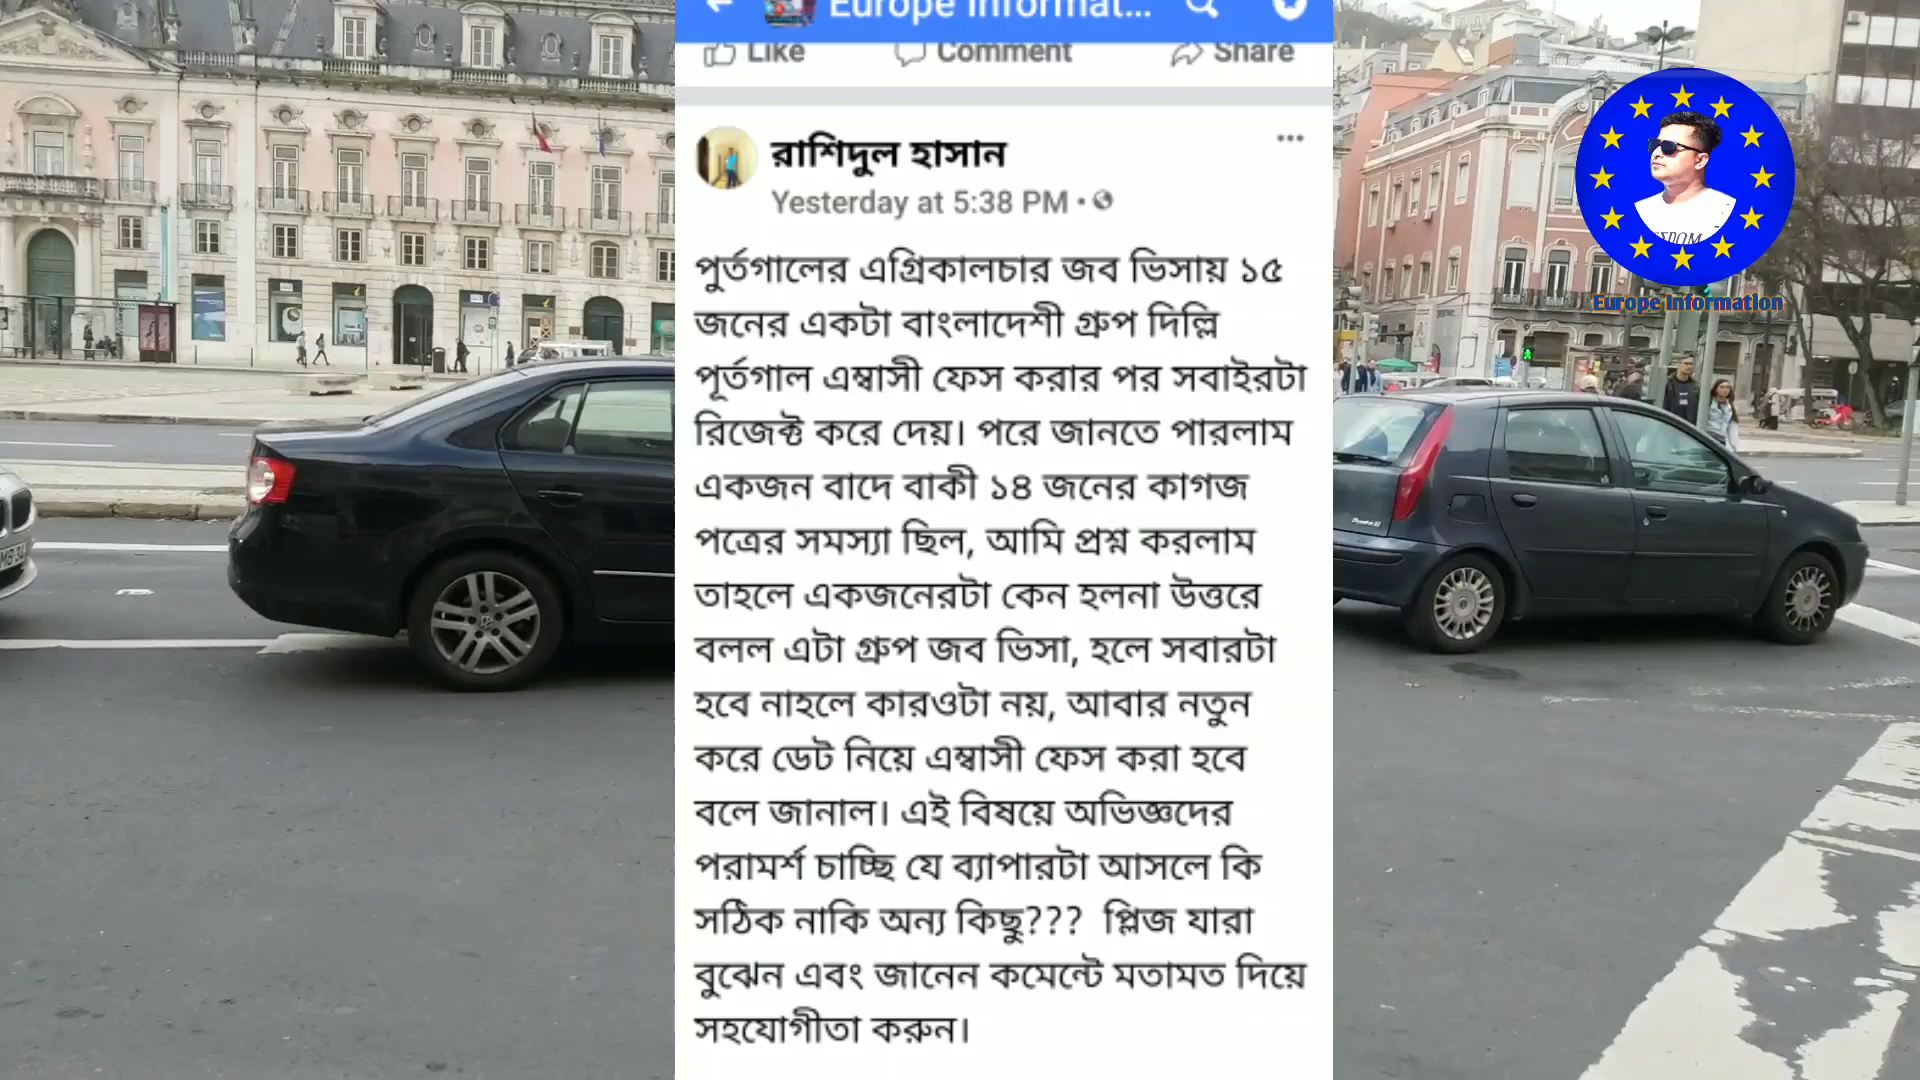 Europe Informat...
Like Comment Share
রাশিদুল হাসান
Yesterday at 5:38 PM
পুর্তগালের এগ্রিকালচার জব ভিসায় ১৫
জনের একটা বাংলাদেশী গ্রুপ দিল্লি
পূর্তগাল এম্বাসী ফেস করার পর সবাইরটা
রিজেক্ট করে দেয়। পরে জানতে পারলাম
একজন বাদে বাকী ১৪ জনের কাগজ
পত্রের সমস্যা ছিল, আমি প্রশ্ন করলাম
তাহলে একজনেরটা কেন হলনা উত্তরে
বলল এটা গ্রুপ জব ভিসা, হলে সবারটা
হবে নাহলে কারওটা নয়, আবার নতুন
করে ডেট নিয়ে এম্বাসী ফেস করা হবে
বলে জানাল। এই বিষয়ে অভিজ্ঞদের
পরামর্শ চাচ্ছি যে ব্যাপারটা আসলে কি
সঠিক নাকি অন্য কিছু??? প্লিজ যারা
বুঝেন এবং জানেন কমেন্টে মতামত দিয়ে
সহযোগীতা করুন।
Europe Information